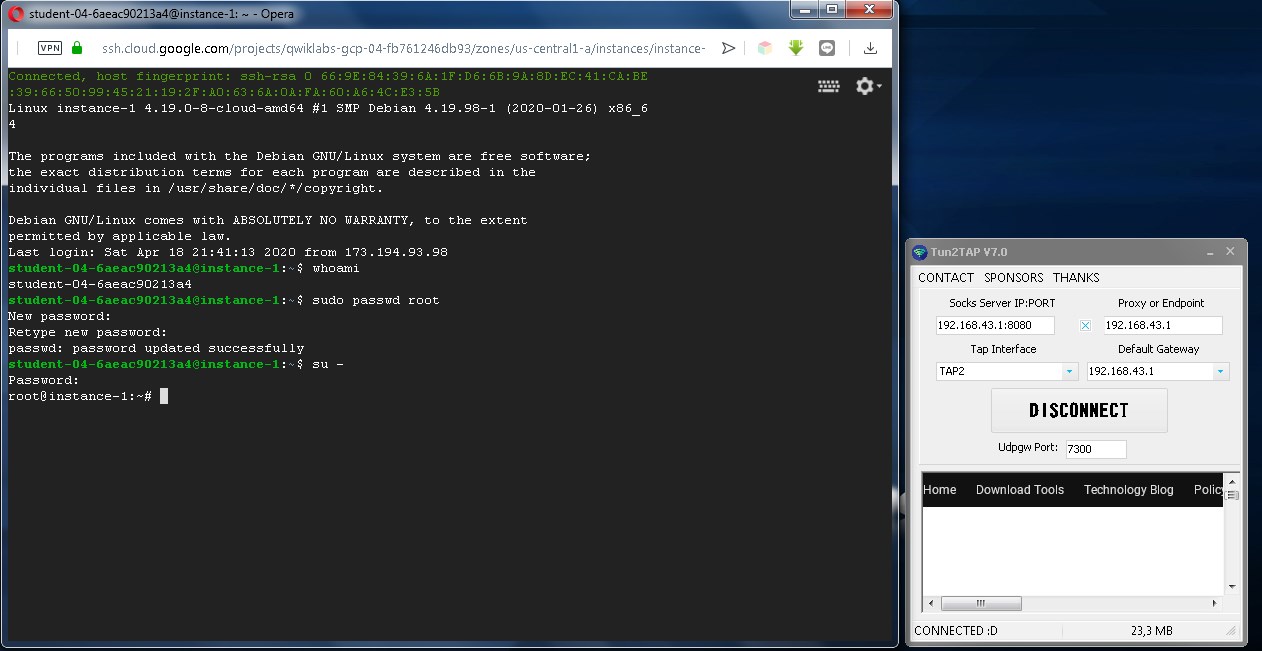 student-04-6aeac90213a4@instance-1: ~ - Opera
VPN
ssh.cloud.google.com/projects/qwiklabs-gcp-04-fb761246db93/zones/us-central1-a/instances/instance-
Connected, host fingerprint: ssh-rsa 0 66:9E:84:39:6A:1F:D6:6B:9A:8D:EC:41:CA:BE
:39:66:50:99:45:21:19:2F:A0:63:6A:0A:FA:60:A6:4C:E3:5B
Linux instance-1 4.19.0-8-cloud-amd64 #1 SMP Debian 4.19.98-1 (2020-01-26) x86_6
4
The programs included with the Debian GNU/Linux system are free software;
the exact distribution terms for each program are described in the
individual files in /usr/share/doc/*/copyright.
Debian GNU/Linux comes with ABSOLUTELY NO WARRANTY, to the extent
permitted by applicable law.
Last login: Sat Apr 18 21:41:13 2020 from 173.194.93.98
student-04-6aeac90213a4@instance-1:~$ whoami
student-04-6aeac90213a4
student-04-6aeac90213a4@instance-1:~$ sudo passwd root
New password:
Retype new password:
passwd: password updated successfully
student-04-6aeac90213a4@instance-1:~$ su -
Password:
root@instance-1:~#
Tun2TAP V7.0
CONTACT SPONSORS THANKS
Socks Server IP:PORT Proxy or Endpoint
192.168.43.1:8080 192.168.43.1
Tap Interface Default Gateway
TAP2 192.168.43.1
DISCONNECT
Udpgw Port: 7300
Home Download Tools Technology Blog Policy
CONNECTED :D 23,3 MB